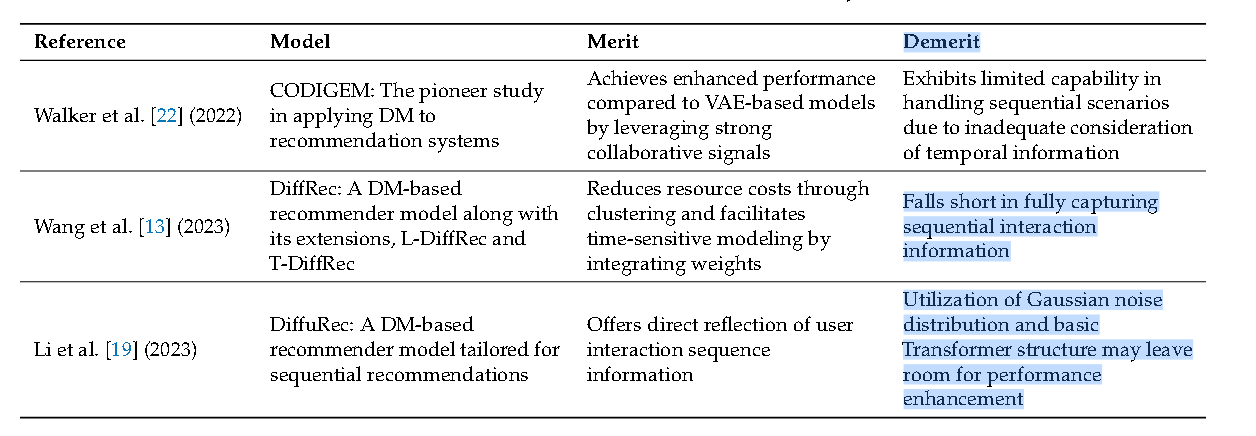 Reference Model Merit Demerit
Walker et al. [22] (2022)
CODIGEM: The pioneer study
in applying DM to
recommendation systems
Achieves enhanced performance
compared to VAE-based models
by leveraging strong
collaborative signals
Exhibits limited capability in
handling sequential scenarios
due to inadequate consideration
of temporal information
Wang et al. [13] (2023)
DiffRec: A DM-based
recommender model along with
its extensions, L-DiffRec and
T-DiffRec
Reduces resource costs through
clustering and facilitates
time-sensitive modeling by
integrating weights
Falls short in fully capturing
sequential interaction
information
Li et al. [19] (2023)
DiffuRec: A DM-based
recommender model tailored for
sequential recommendations
Offers direct reflection of user
interaction sequence
information
Utilization of Gaussian noise
distribution and basic
Transformer structure may leave
room for performance
enhancement